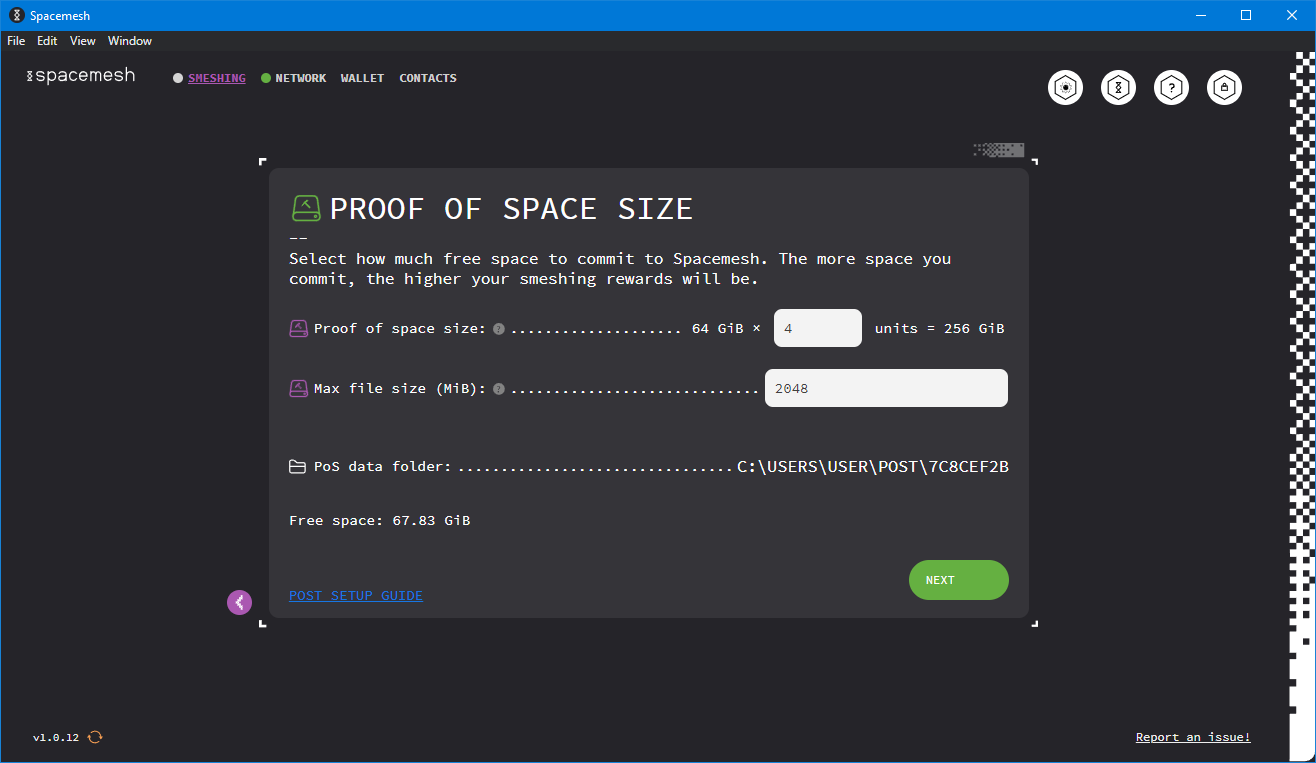 Spacemesh
File Edit View Window
spacemesh
SMESHING NETWORK WALLET CONTACTS
?
PROOF OF SPACE SIZE
--
Select how much free space to commit to Spacemesh. The more space you
commit, the higher your smeshing rewards will be.
Proof of space size: ? .................... 64 GiB × 4 units = 256 GiB
Max file size (MiB): ? ............................. 2048
PoS data folder: ................................ C:\USERS\USER\POST\7C8CEF2B
Free space: 67.83 GiB
NEXT
POST SETUP GUIDE
v1.0.12
Report an issue!